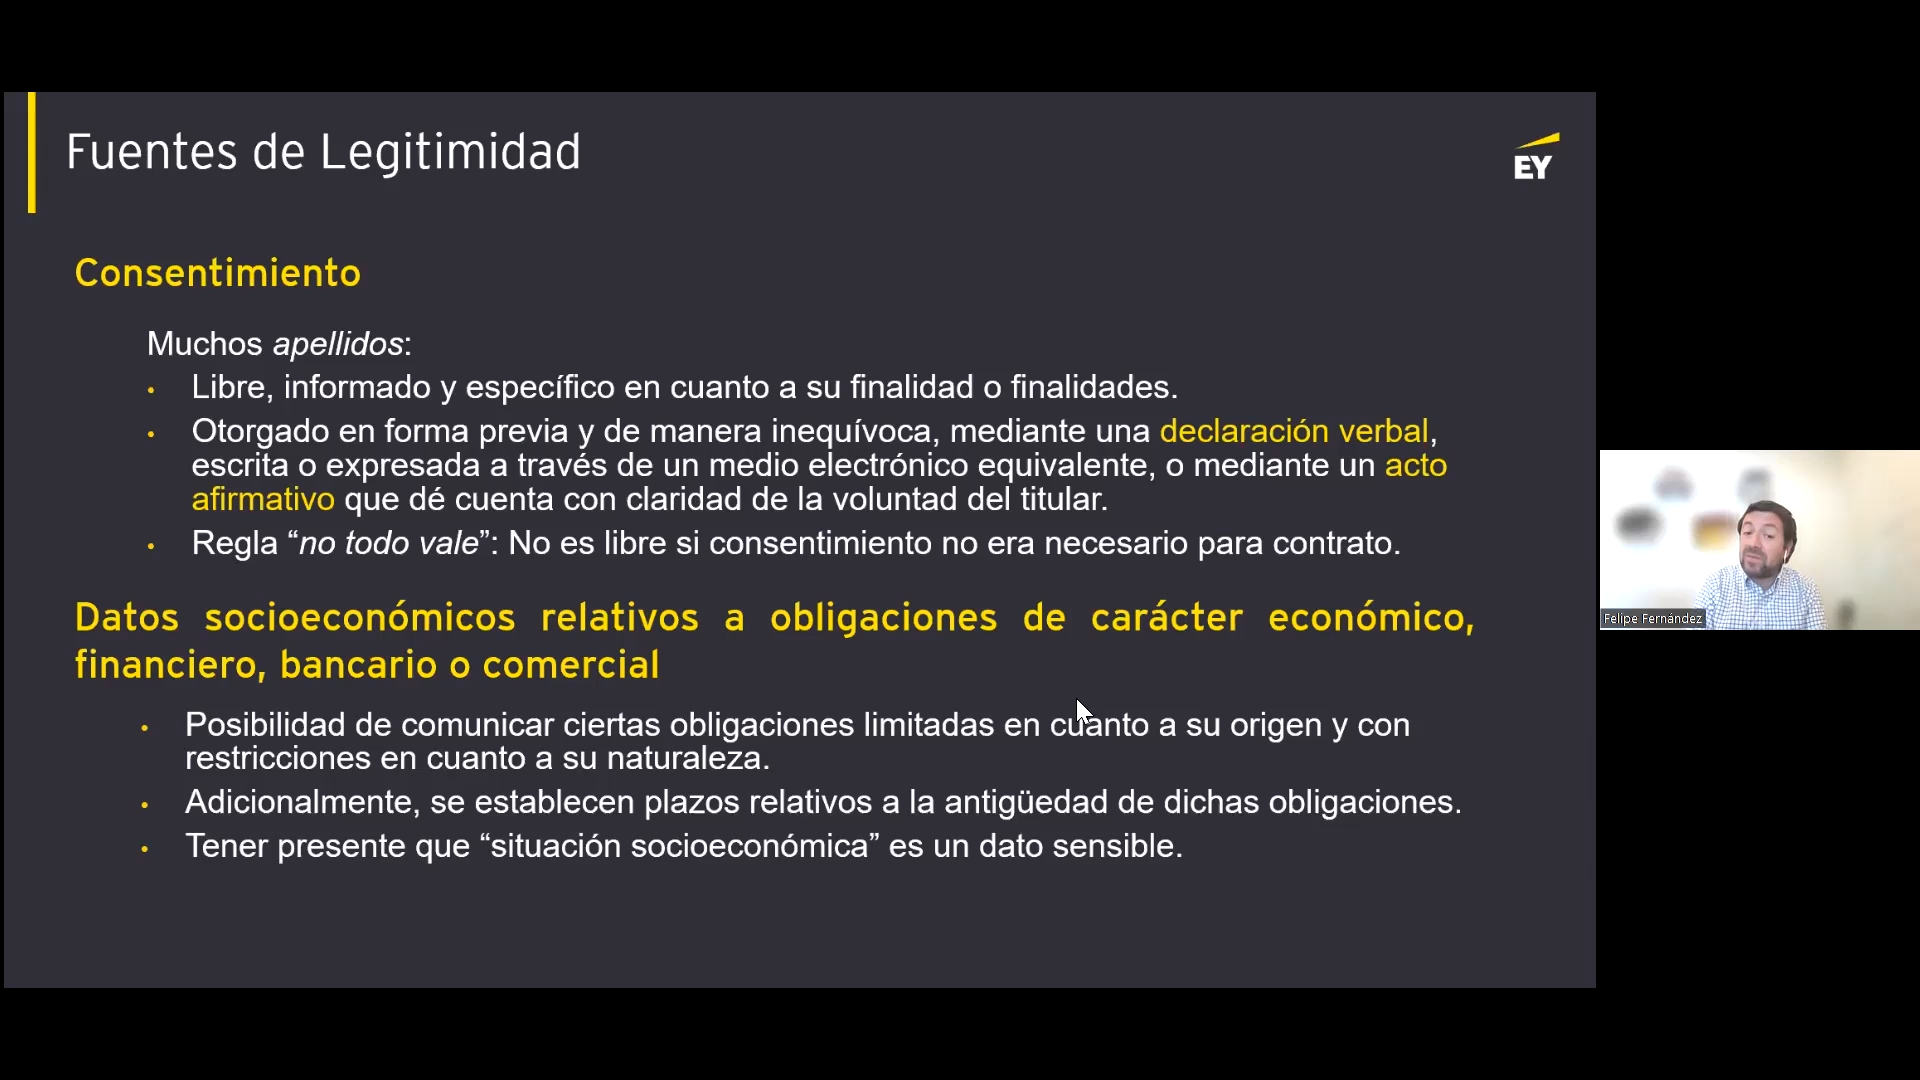 Fuentes de Legitimidad
EY
Consentimiento
Muchos apellidos:
• Libre, informado y específico en cuanto a su finalidad o finalidades.
• Otorgado en forma previa y de manera inequívoca, mediante una declaración verbal,
escrita o expresada a través de un medio electrónico equivalente, o mediante un acto
afirmativo que dé cuenta con claridad de la voluntad del titular.
• Regla “no todo vale”: No es libre si consentimiento no era necesario para contrato.
Datos socioeconómicos relativos a obligaciones de carácter económico,
financiero, bancario o comercial
• Posibilidad de comunicar ciertas obligaciones limitadas en cuanto a su origen y con
restricciones en cuanto a su naturaleza.
• Adicionalmente, se establecen plazos relativos a la antigüedad de dichas obligaciones.
• Tener presente que “situación socioeconómica” es un dato sensible.
Felipe Fernández